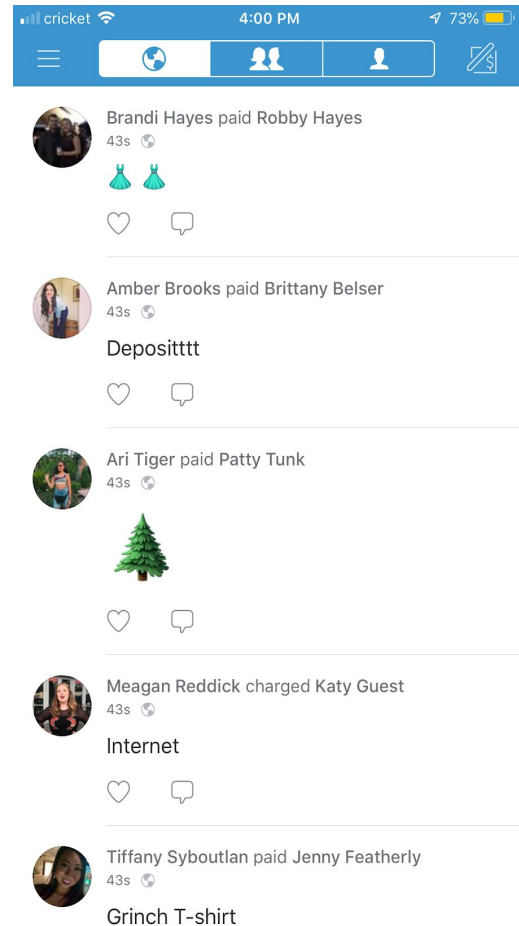 cricket 4:00 PM 73%
Brandi Hayes paid Robby Hayes
43s
Amber Brooks paid Brittany Belser
43s
Depositttt
Ari Tiger paid Patty Tunk
43s
Meagan Reddick charged Katy Guest
43s
Internet
Tiffany Syboutlan paid Jenny Featherly
43s
Grinch T-shirt